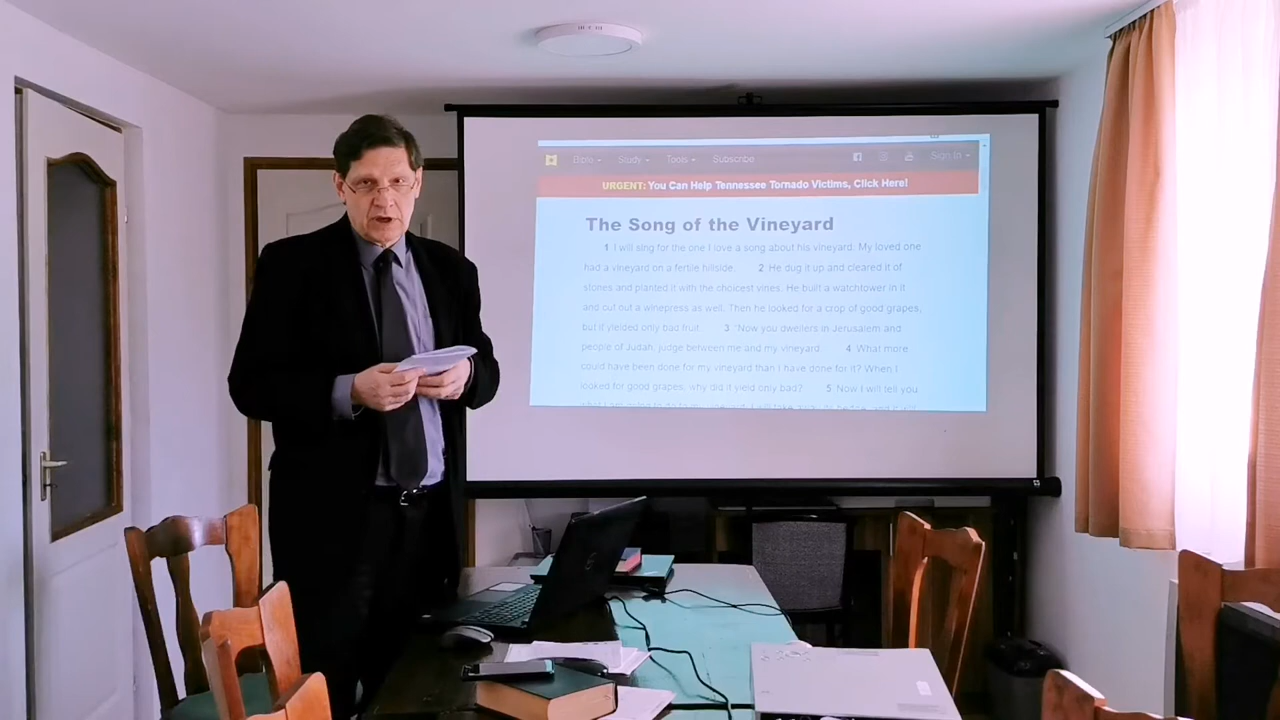 Bible Study Tools Subscribe Sign In
URGENT: You Can Help Tennessee Tornado Victims, Click Here!
The Song of the Vineyard
1 I will sing for the one I love a song about his vineyard: My loved one
had a vineyard on a fertile hillside. 2 He dug it up and cleared it of
stones and planted it with the choicest vines. He built a watchtower in it
and cut out a winepress as well. Then he looked for a crop of good grapes,
but it yielded only bad fruit. 3 "Now you dwellers in Jerusalem and
people of Judah, judge between me and my vineyard. 4 What more
could have been done for my vineyard than I have done for it? When I
looked for good grapes, why did it yield only bad? 5 Now I will tell you